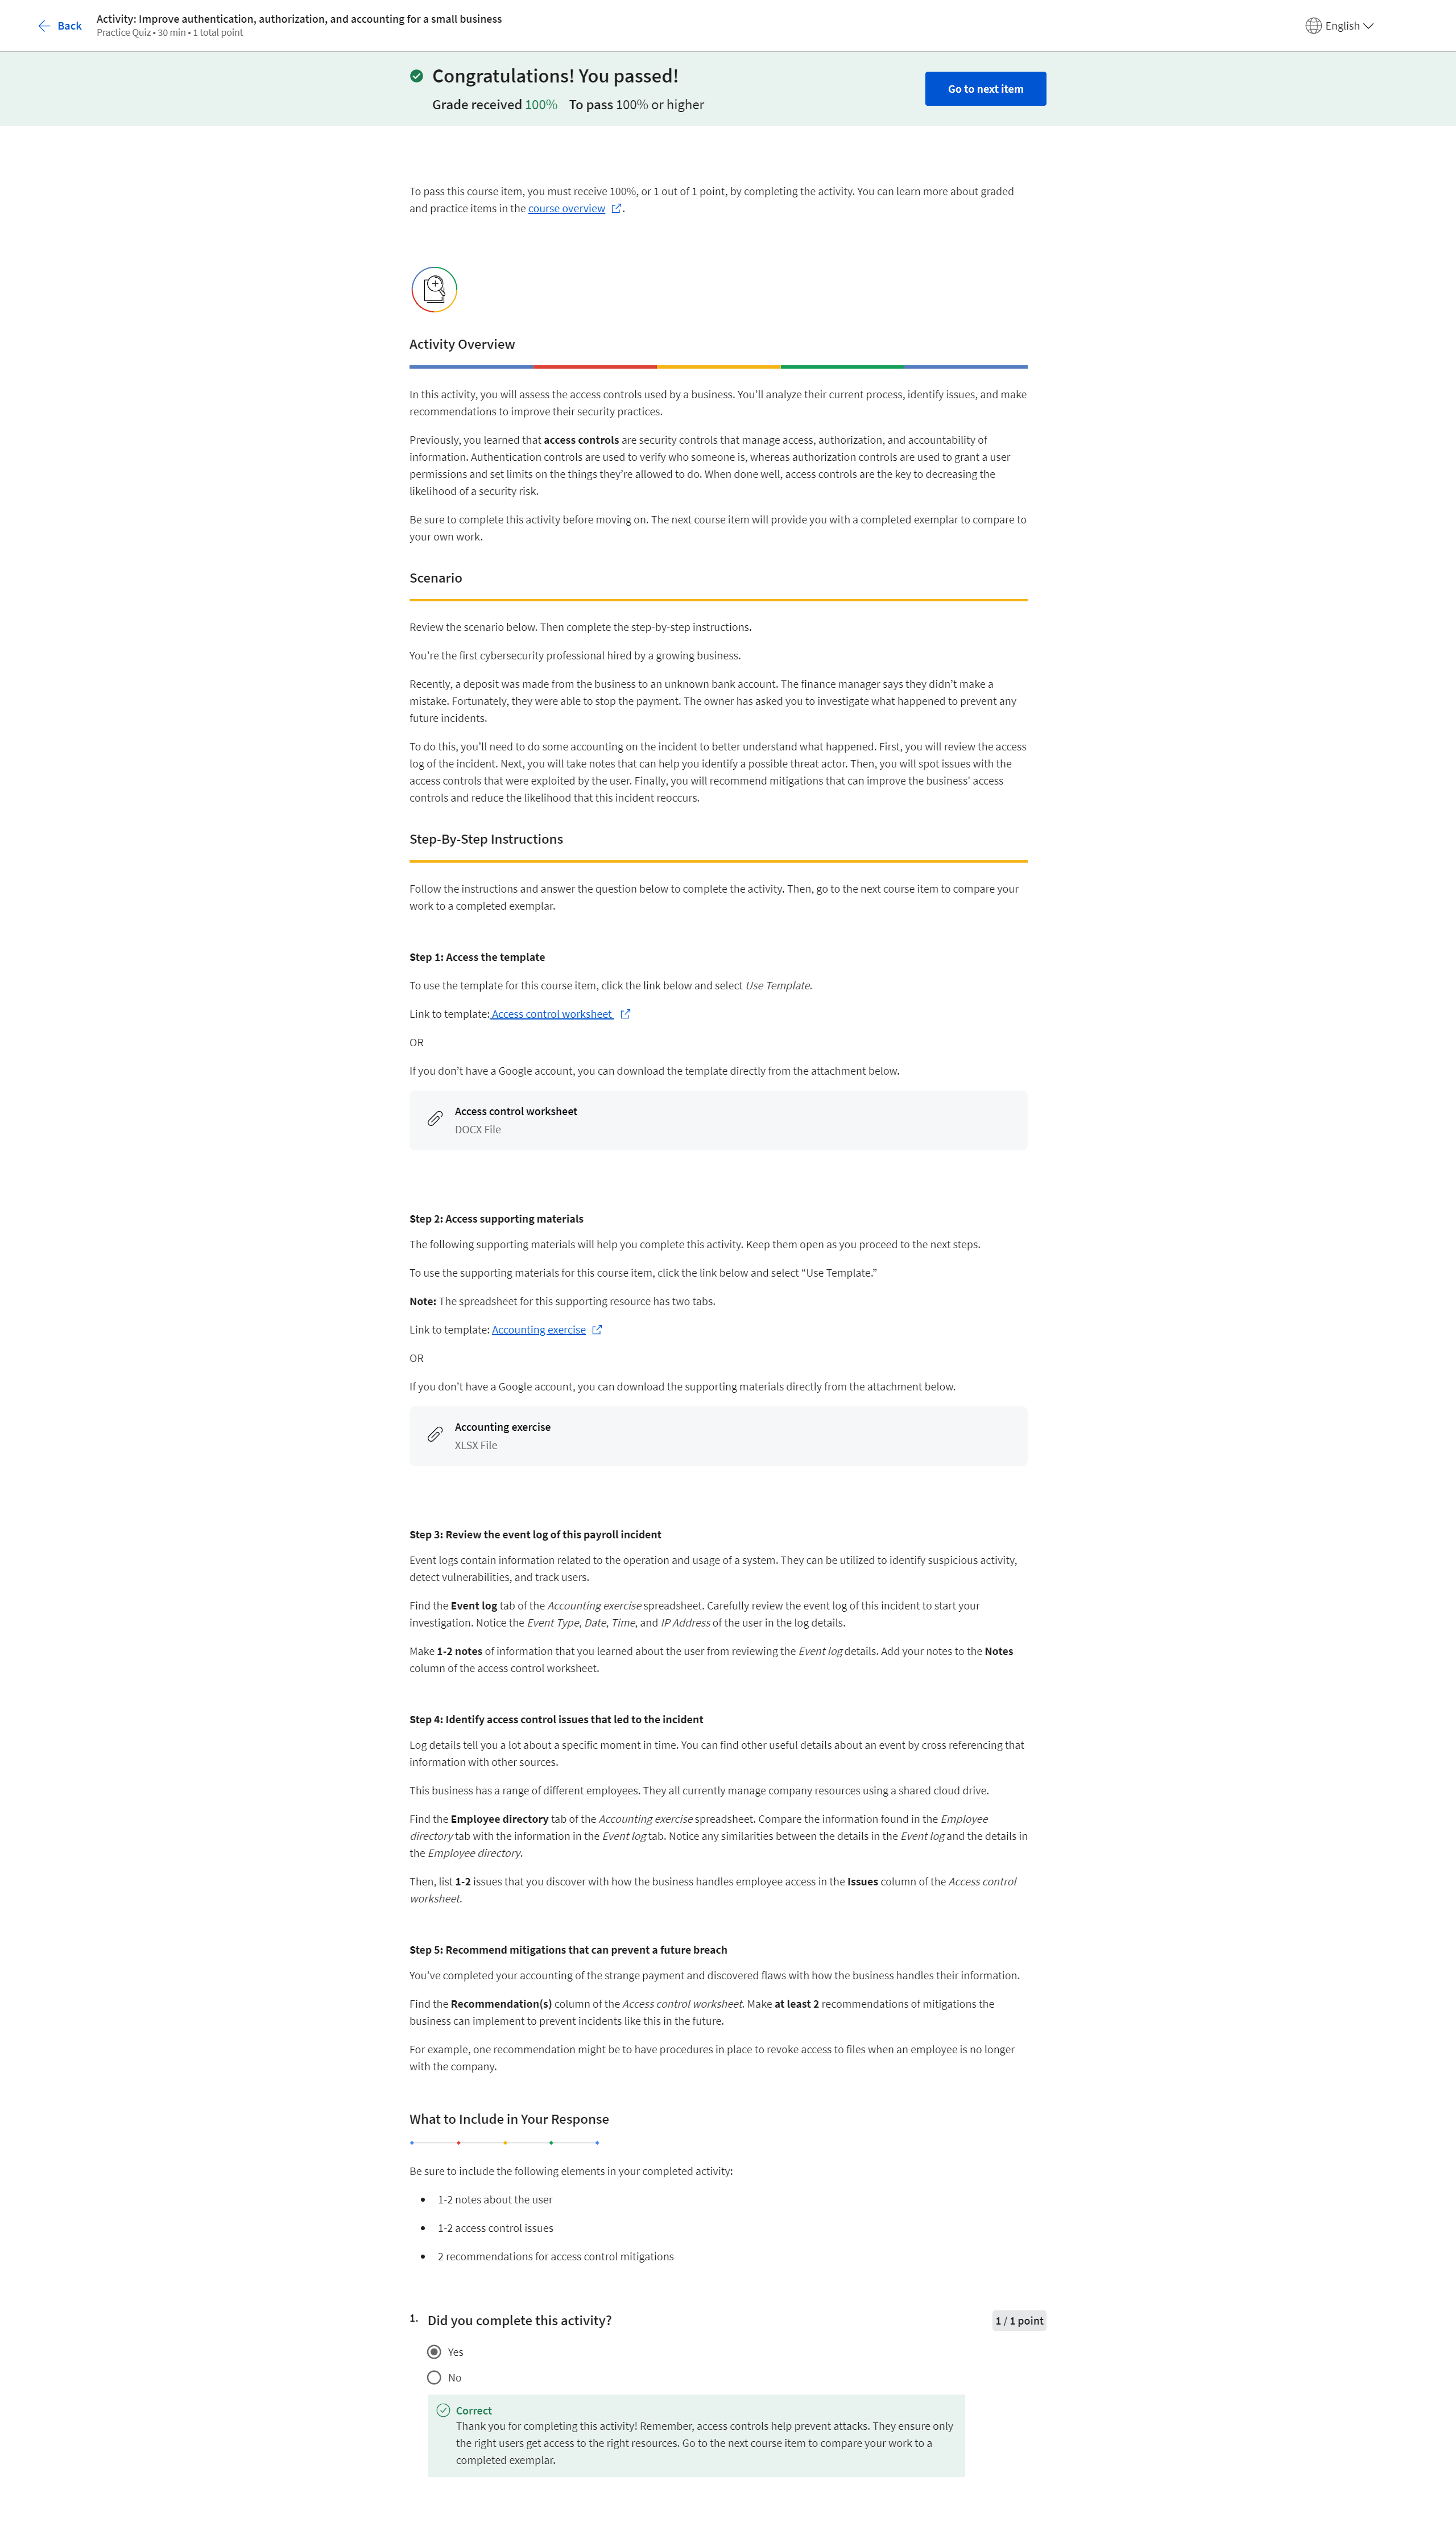 Back
Activity: Improve authentication, authorization, and accounting for a small business
Practice Quiz • 30 min • 1 total point
English
Congratulations! You passed!
Grade received 100% To pass 100% or higher
Go to next item
To pass this course item, you must receive 100%, or 1 out of 1 point, by completing the activity. You can learn more about graded
and practice items in the course overview .
Activity Overview
In this activity, you will assess the access controls used by a business. You’ll analyze their current process, identify issues, and make
recommendations to improve their security practices.
Previously, you learned that access controls are security controls that manage access, authorization, and accountability of
information. Authentication controls are used to verify who someone is, whereas authorization controls are used to grant a user
permissions and set limits on the things they’re allowed to do. When done well, access controls are the key to decreasing the
likelihood of a security risk.
Be sure to complete this activity before moving on. The next course item will provide you with a completed exemplar to compare to
your own work.
Scenario
Review the scenario below. Then complete the step-by-step instructions.
You’re the first cybersecurity professional hired by a growing business.
Recently, a deposit was made from the business to an unknown bank account. The finance manager says they didn’t make a
mistake. Fortunately, they were able to stop the payment. The owner has asked you to investigate what happened to prevent any
future incidents.
To do this, you’ll need to do some accounting on the incident to better understand what happened. First, you will review the access
log of the incident. Next, you will take notes that can help you identify a possible threat actor. Then, you will spot issues with the
access controls that were exploited by the user. Finally, you will recommend mitigations that can improve the business’ access
controls and reduce the likelihood that this incident reoccurs.
Step-By-Step Instructions
Follow the instructions and answer the question below to complete the activity. Then, go to the next course item to compare your
work to a completed exemplar.
Step 1: Access the template
To use the template for this course item, click the link below and select Use Template.
Link to template: Access control worksheet
OR
If you don’t have a Google account, you can download the template directly from the attachment below.
Access control worksheet
DOCX File
Step 2: Access supporting materials
The following supporting materials will help you complete this activity. Keep them open as you proceed to the next steps.
To use the supporting materials for this course item, click the link below and select “Use Template.”
Note: The spreadsheet for this supporting resource has two tabs.
Link to template: Accounting exercise
OR
If you don’t have a Google account, you can download the supporting materials directly from the attachment below.
Accounting exercise
XLSX File
Step 3: Review the event log of this payroll incident
Event logs contain information related to the operation and usage of a system. They can be utilized to identify suspicious activity,
detect vulnerabilities, and track users.
Find the Event log tab of the Accounting exercise spreadsheet. Carefully review the event log of this incident to start your
investigation. Notice the Event Type, Date, Time, and IP Address of the user in the log details.
Make 1-2 notes of information that you learned about the user from reviewing the Event log details. Add your notes to the Notes
column of the access control worksheet.
Step 4: Identify access control issues that led to the incident
Log details tell you a lot about a specific moment in time. You can find other useful details about an event by cross referencing that
information with other sources.
This business has a range of different employees. They all currently manage company resources using a shared cloud drive.
Find the Employee directory tab of the Accounting exercise spreadsheet. Compare the information found in the Employee
directory tab with the information in the Event log tab. Notice any similarities between the details in the Event log and the details in
the Employee directory.
Then, list 1-2 issues that you discover with how the business handles employee access in the Issues column of the Access control
worksheet.
Step 5: Recommend mitigations that can prevent a future breach
You’ve completed your accounting of the strange payment and discovered flaws with how the business handles their information.
Find the Recommendation(s) column of the Access control worksheet. Make at least 2 recommendations of mitigations the
business can implement to prevent incidents like this in the future.
For example, one recommendation might be to have procedures in place to revoke access to files when an employee is no longer
with the company.
What to Include in Your Response
Be sure to include the following elements in your completed activity:
• 1-2 notes about the user
• 1-2 access control issues
• 2 recommendations for access control mitigations
1. Did you complete this activity?
1 / 1 point
Yes
No
Correct
Thank you for completing this activity! Remember, access controls help prevent attacks. They ensure only
the right users get access to the right resources. Go to the next course item to compare your work to a
completed exemplar.